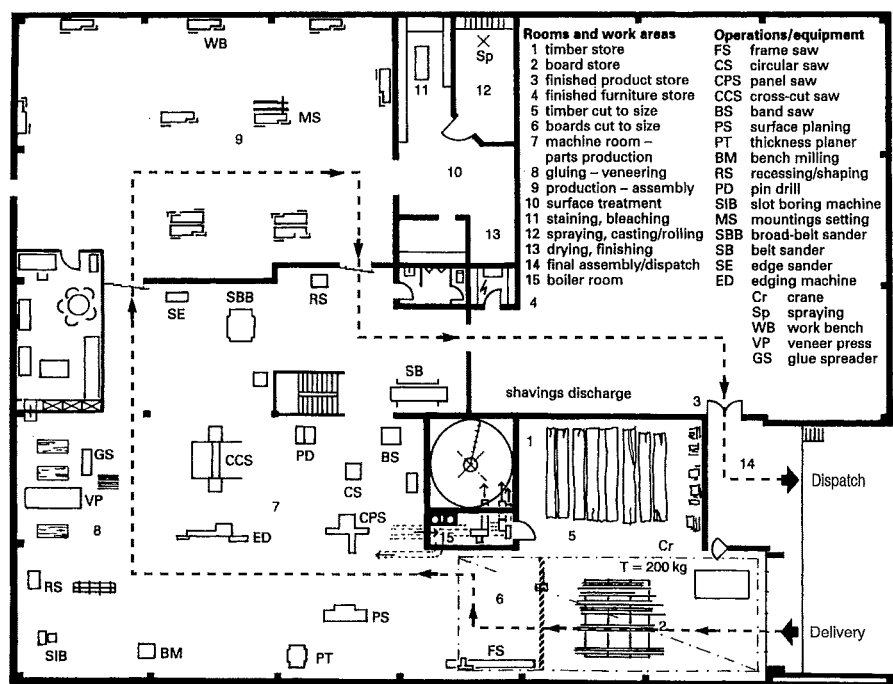 Rooms and work areas
1 timber store
2 board store
3 finished product store
4 finished furniture store
5 timber cut to size
6 boards cut to size
7 machine room –
parts production
8 gluing – veneering
9 production – assembly
10 surface treatment
11 staining, bleaching
12 spraying, casting/rolling
13 drying, finishing
14 final assembly/dispatch
15 boiler room
Operations/equipment
FS frame saw
CS circular saw
CPS panel saw
CCS cross-cut saw
BS band saw
PS surface planing
PT thickness planer
BM bench milling
RS recessing/shaping
PD pin drill
SIB slot boring machine
MS mountings setting
SBB broad-belt sander
SB belt sander
SE edge sander
ED edging machine
Cr crane
Sp spraying
WB work bench
VP veneer press
GS glue spreader
WB
Sp
11
12
MS
9
10
13
4
SE
SBB
RS
SB
shavings discharge
3
GS
CCS
PD
BS
1
14
CS
Dispatch
VP
7
CPS
8
ED
15
5
Cr
T = 200 kg
RS
6
PS
2
Delivery
SIB
BM
PT
FS